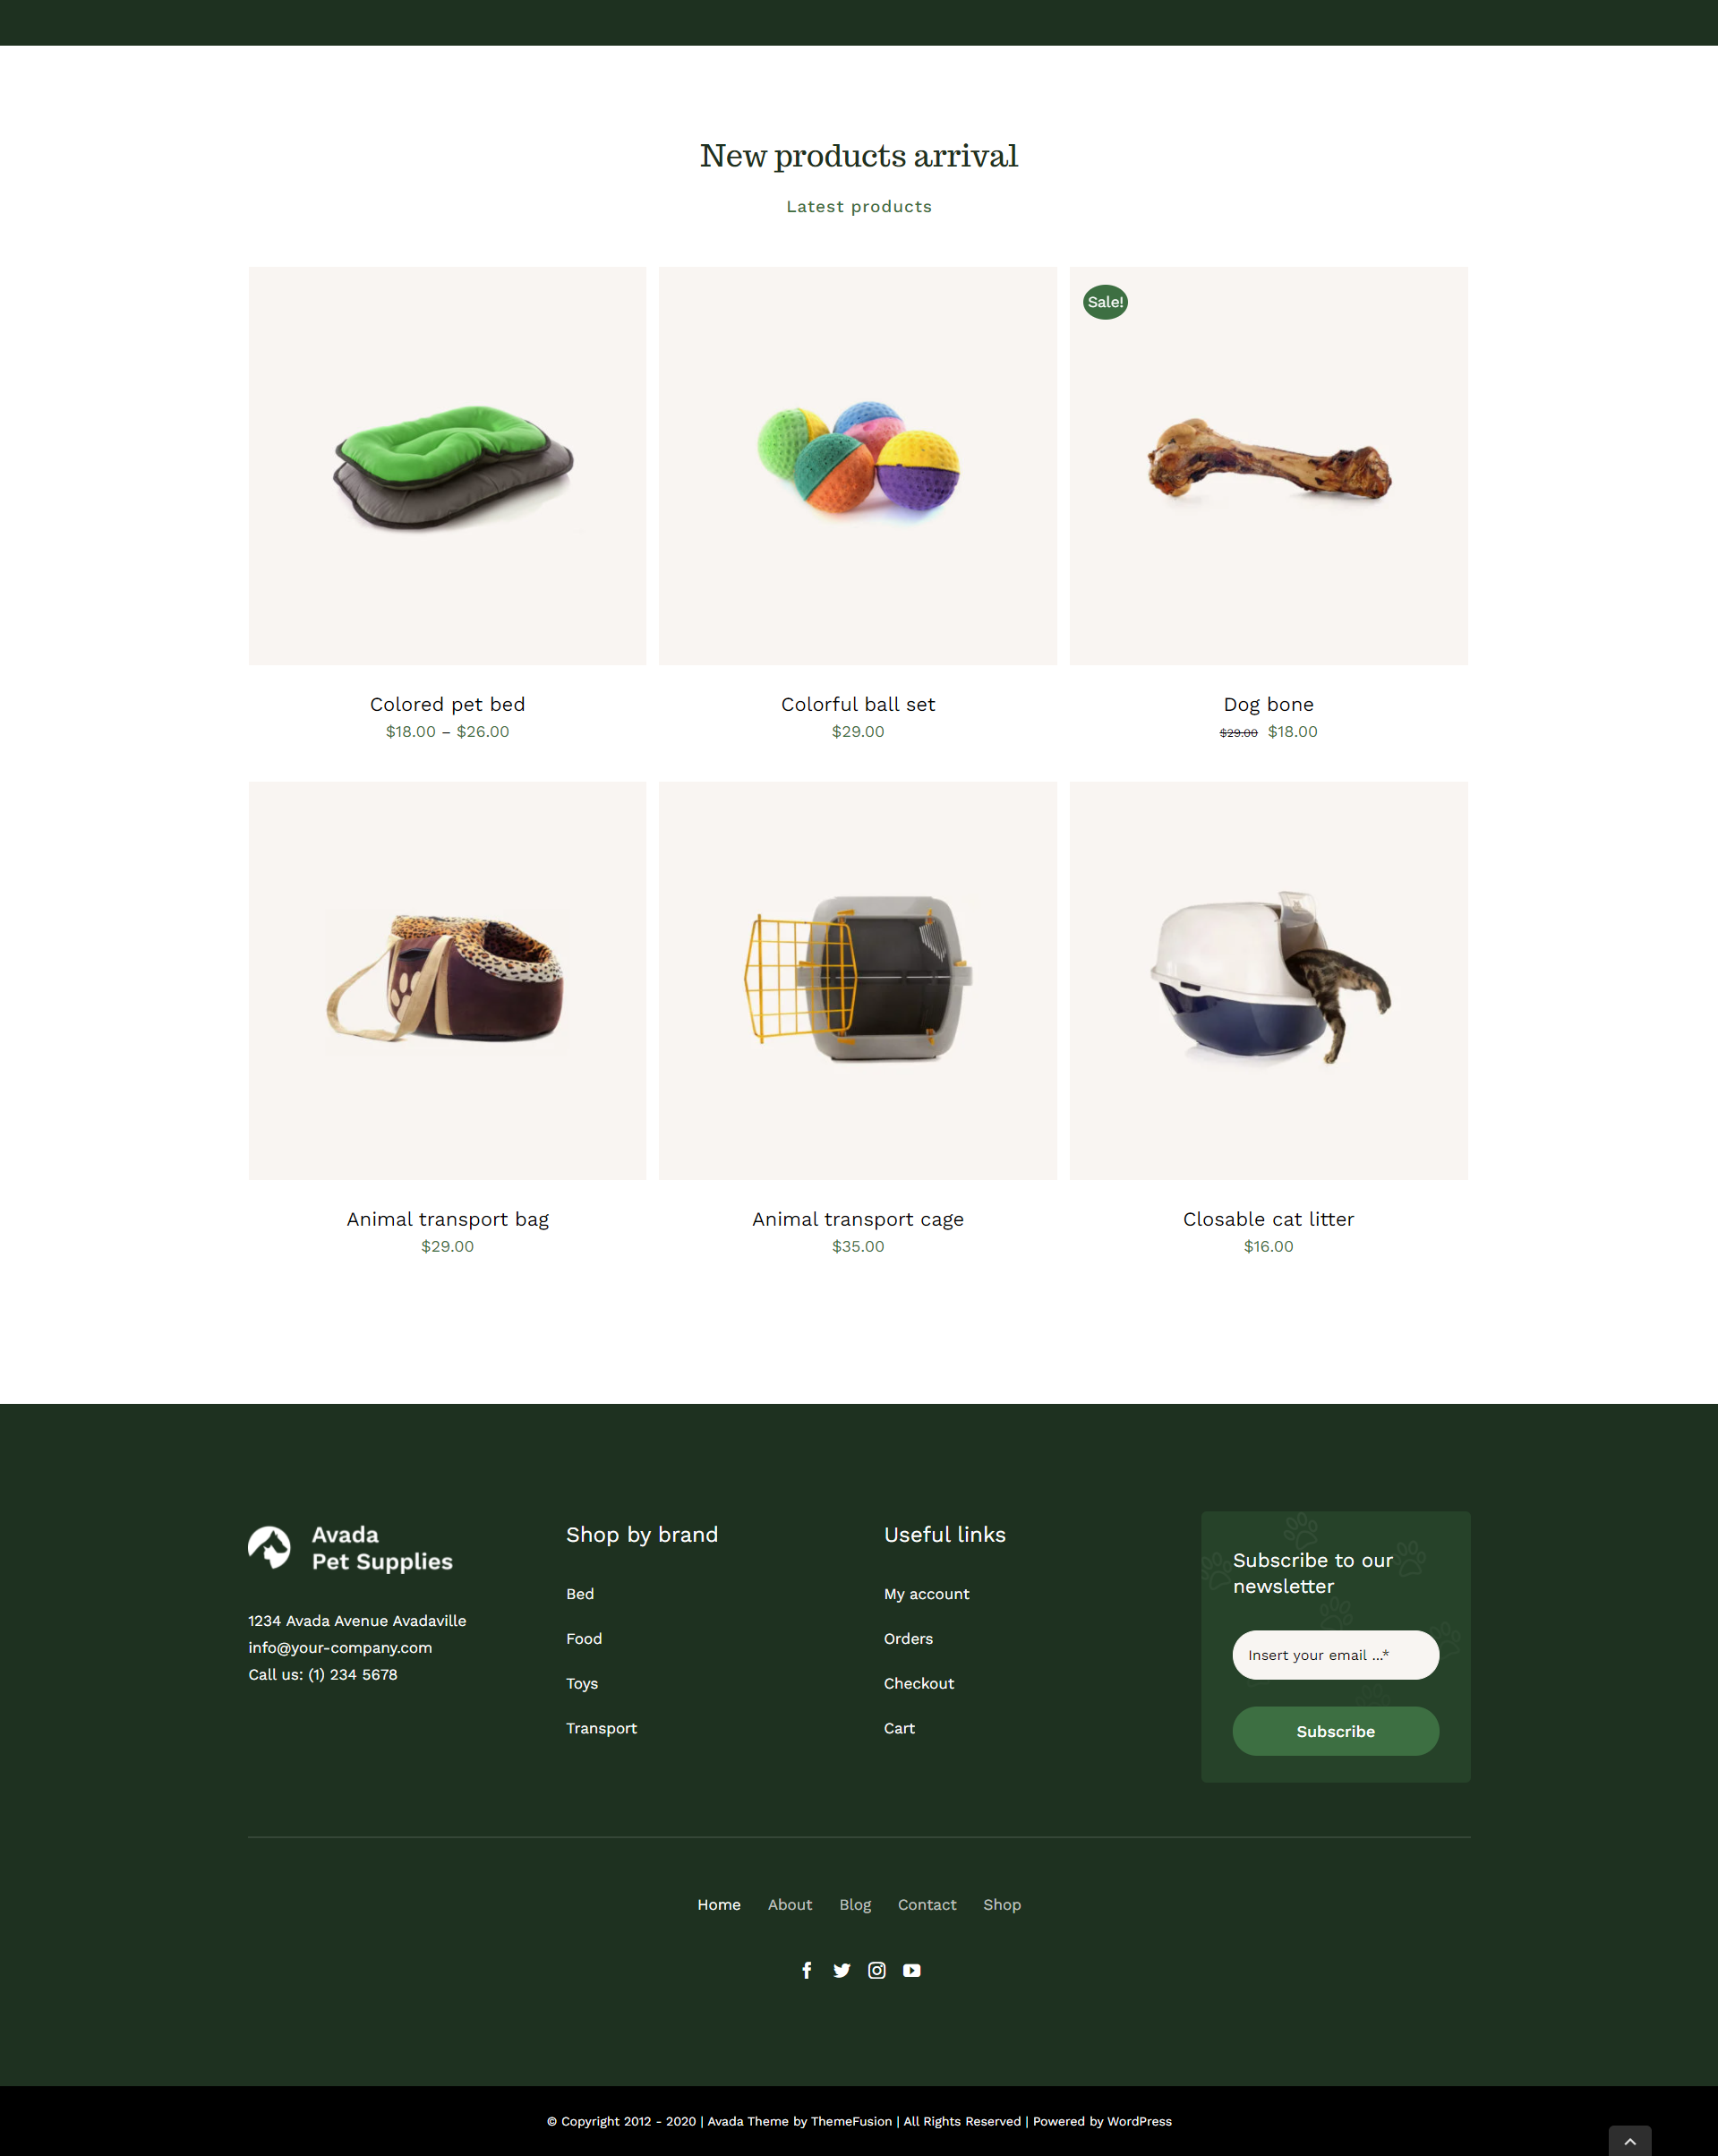 New products arrival
Latest products
Sale!
Colored pet bed
$18.00 – $26.00
Colorful ball set
$29.00
Dog bone
$29.00 $18.00
Animal transport bag
$29.00
Animal transport cage
$35.00
Closable cat litter
$16.00
Avada
Pet Supplies
1234 Avada Avenue Avadaville
info@your-company.com
Call us: (1) 234 5678
Shop by brand
Bed
Food
Toys
Transport
Useful links
My account
Orders
Checkout
Cart
Subscribe to our
newsletter
Insert your email ...*
Subscribe
Home About Blog Contact Shop
© Copyright 2012 - 2020 | Avada Theme by ThemeFusion | All Rights Reserved | Powered by WordPress